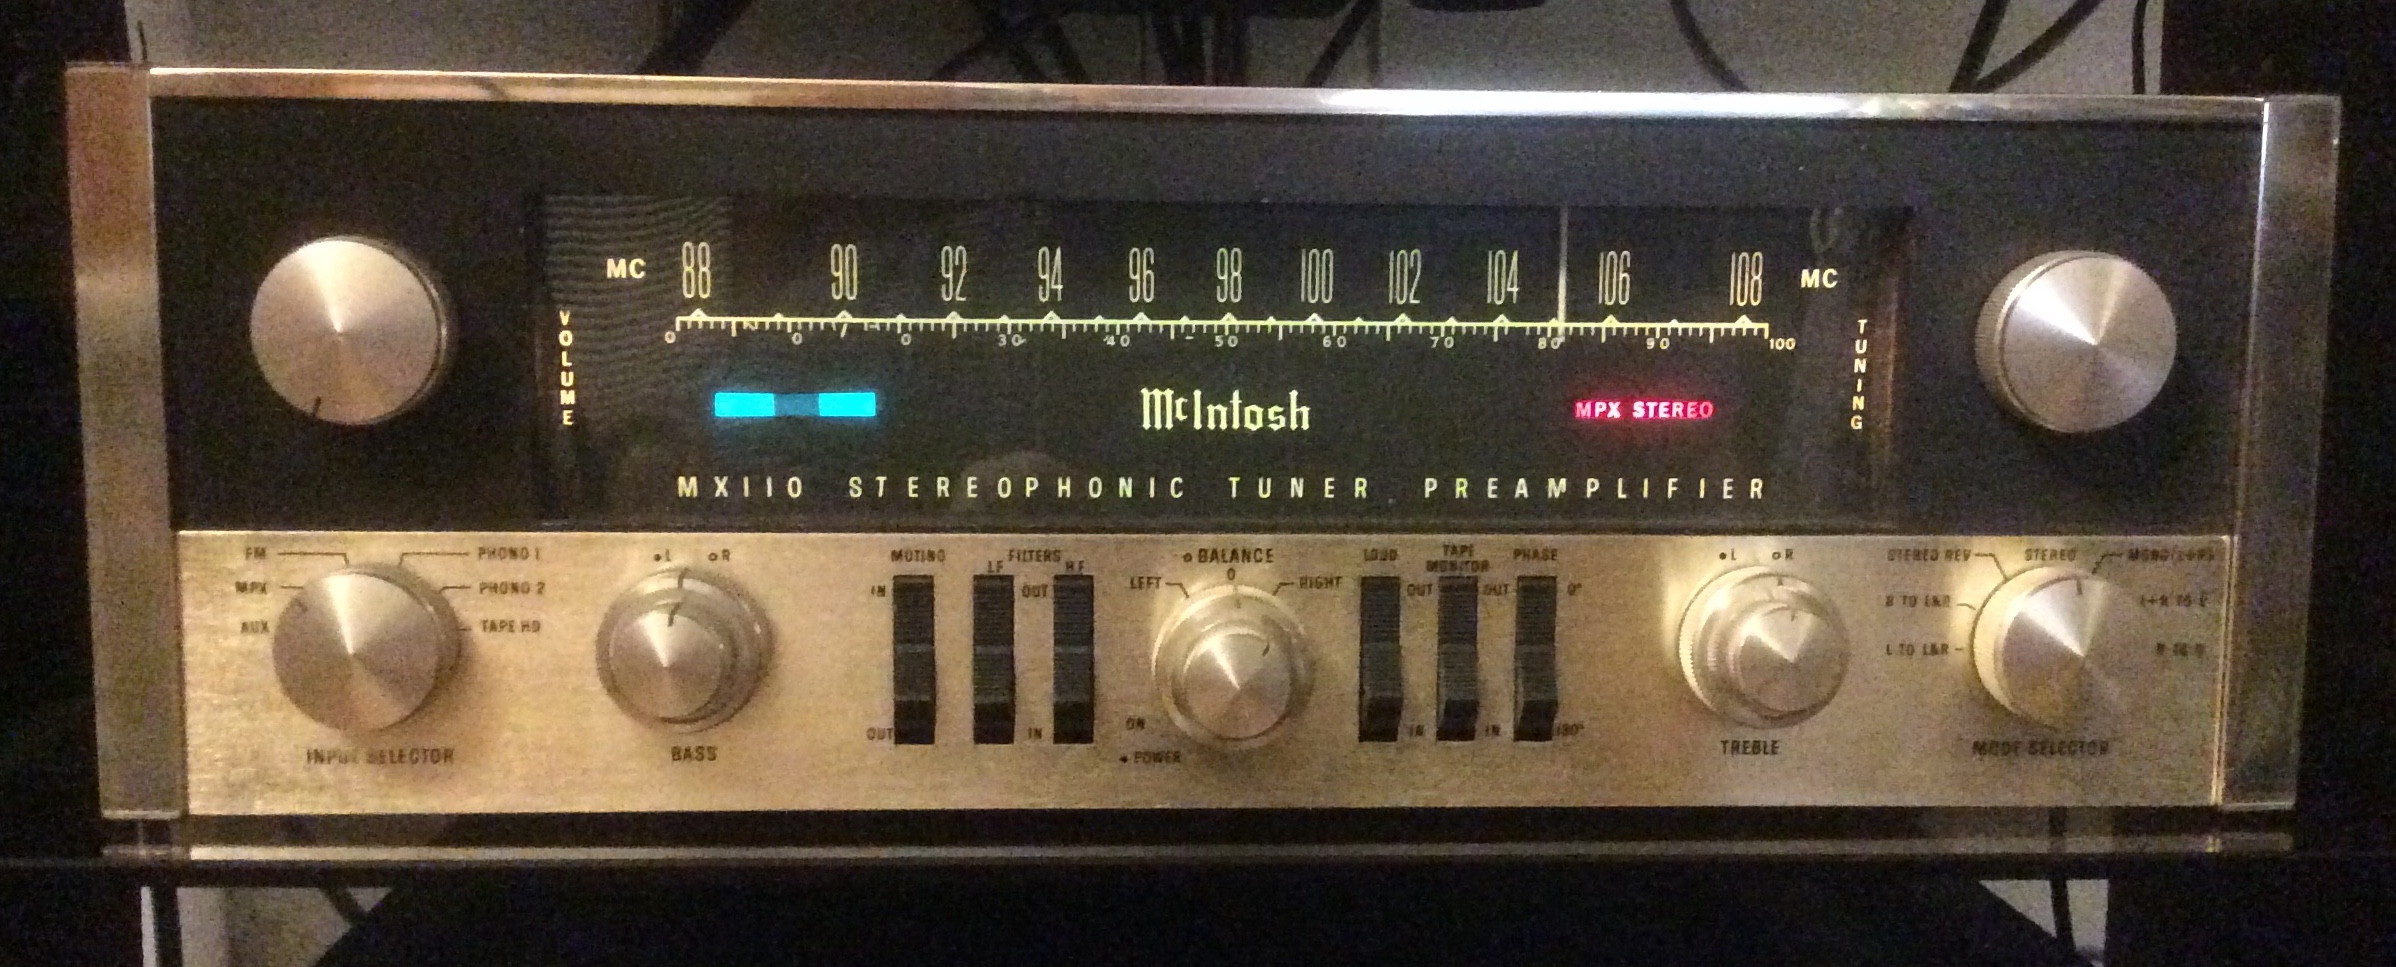 MC 88 90 92 94 96 98 100 102 104 106 108 MC
0 0 0 30 40 50 60 70 80 90 100
VOLUME
TUNING
McIntosh
MPX STEREO
MX110 STEREOPHONIC TUNER PREAMPLIFIER
FM PHONO 1
MPX PHONO 2
AUX TAPE HD
INPUT SELECTOR
L R
BASS
MUTING
IN
OUT
FILTERS
LF HF
OUT
IN
BALANCE
LEFT 0 RIGHT
ON
POWER
LOUD
TAPE MONITOR
PHASE
OUT OUT 0°
IN IN 180°
L R
TREBLE
STEREO REV STEREO
R TO L&R L+R TO L
L TO L&R
MODE SELECTOR